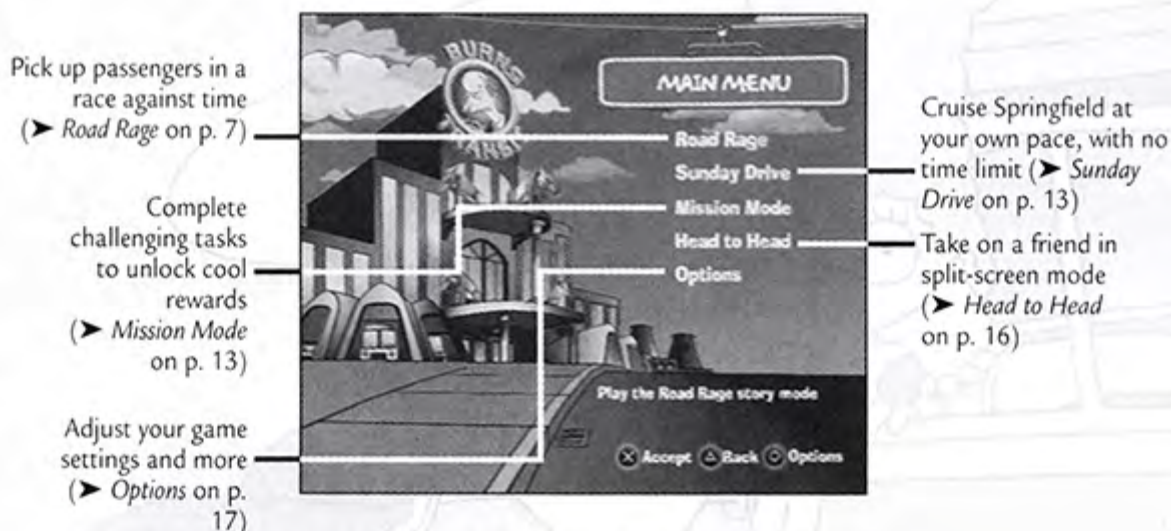 Pick up passengers in a
race against time
(➤ Road Rage on p. 7)
Complete
challenging tasks
to unlock cool
rewards
(➤ Mission Mode
on p. 13)
Adjust your game
settings and more
(➤ Options on p.
17)
BURNS
MANSION
MAIN MENU
Road Rage
Sunday Drive
Mission Mode
Head to Head
Options
Play the Road Rage story mode
Accept Back Options
Cruise Springfield at
your own pace, with no
time limit (➤ Sunday
Drive on p. 13)
Take on a friend in
split-screen mode
(➤ Head to Head
on p. 16)